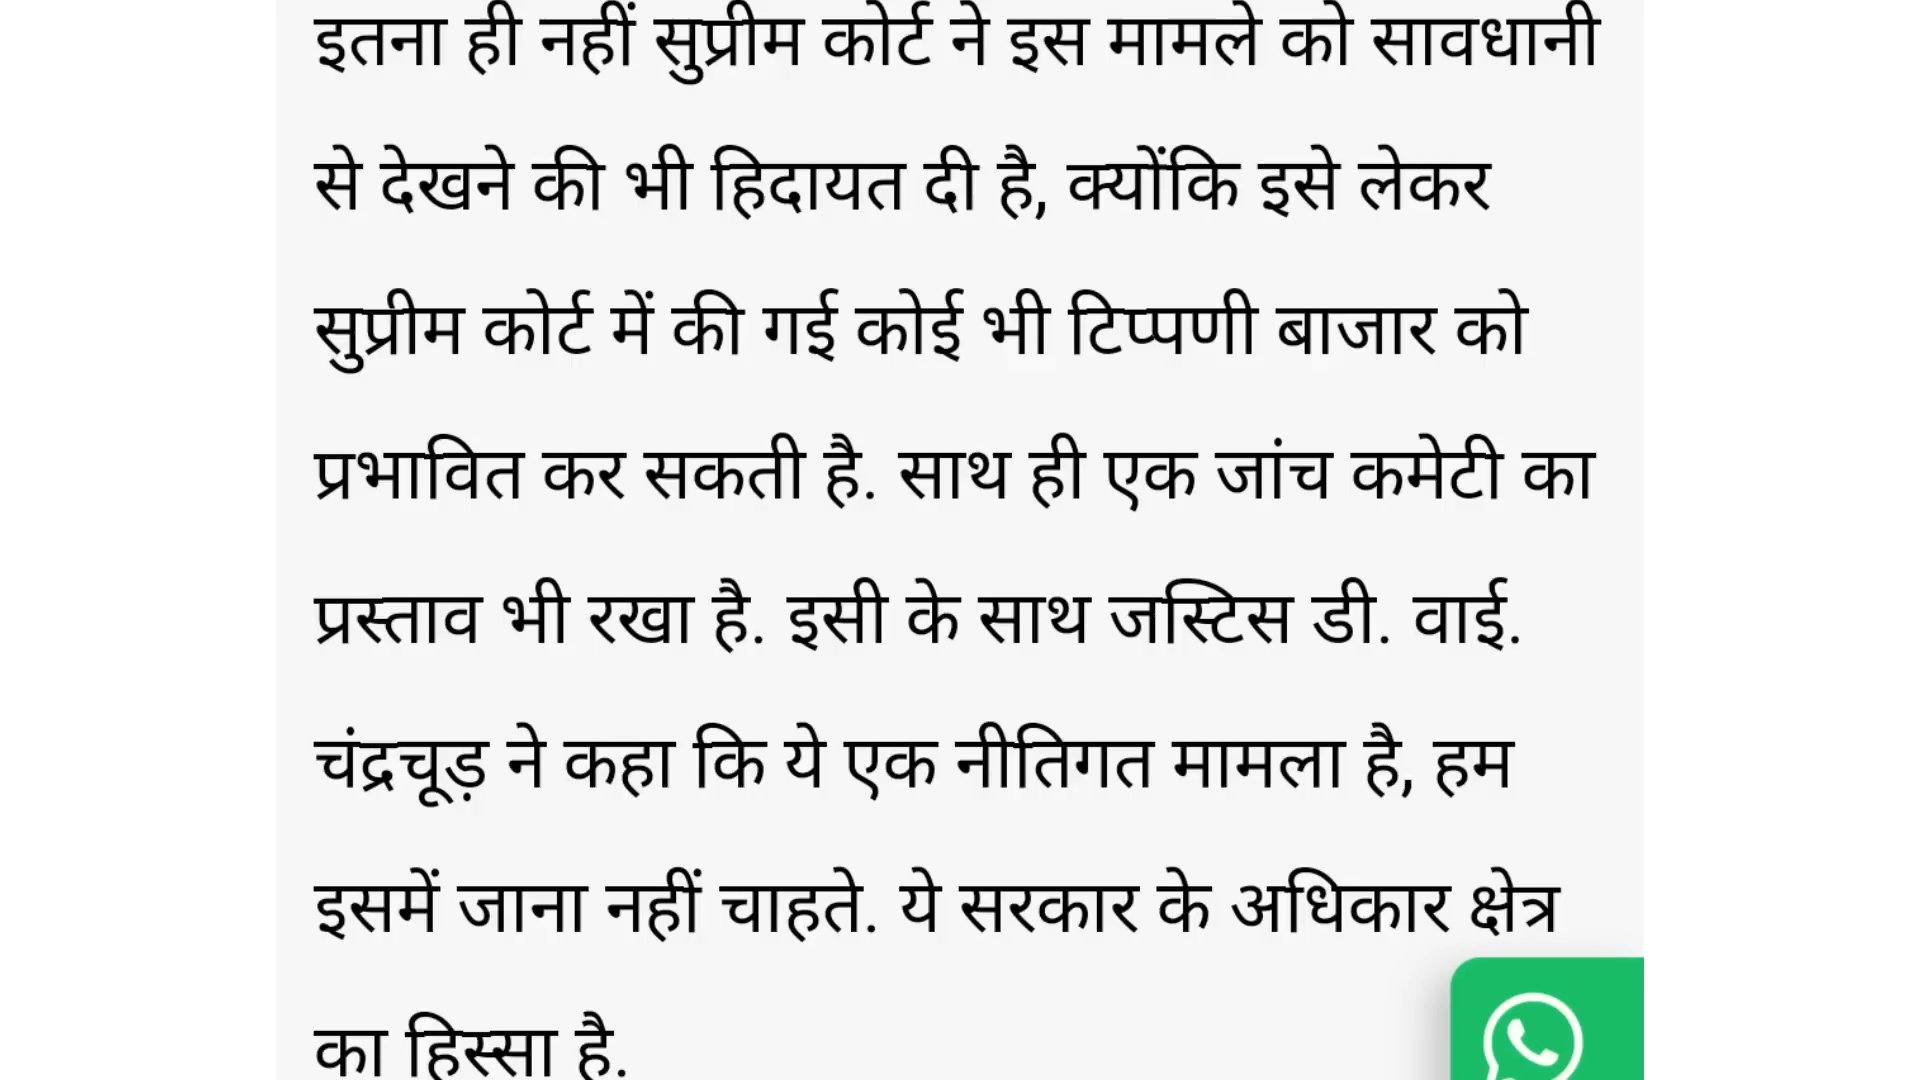 इतना ही नहीं सुप्रीम कोर्ट ने इस मामले को सावधानी
से देखने की भी हिदायत दी है, क्योंकि इसे लेकर
सुप्रीम कोर्ट में की गई कोई भी टिप्पणी बाजार को
प्रभावित कर सकती है. साथ ही एक जांच कमेटी का
प्रस्ताव भी रखा है. इसी के साथ जस्टिस डी. वाई.
चंद्रचूड़ ने कहा कि ये एक नीतिगत मामला है, हम
इसमें जाना नहीं चाहते. ये सरकार के अधिकार क्षेत्र
का हिस्सा है.